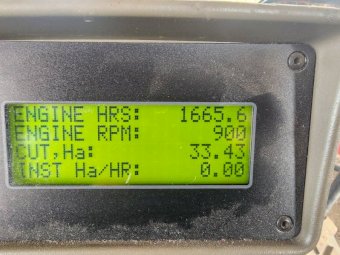 ENGINE HRS: 1665.6
ENGINE RPM: 900
CUT,Ha: 33.43
INST Ha/HR: 0.00